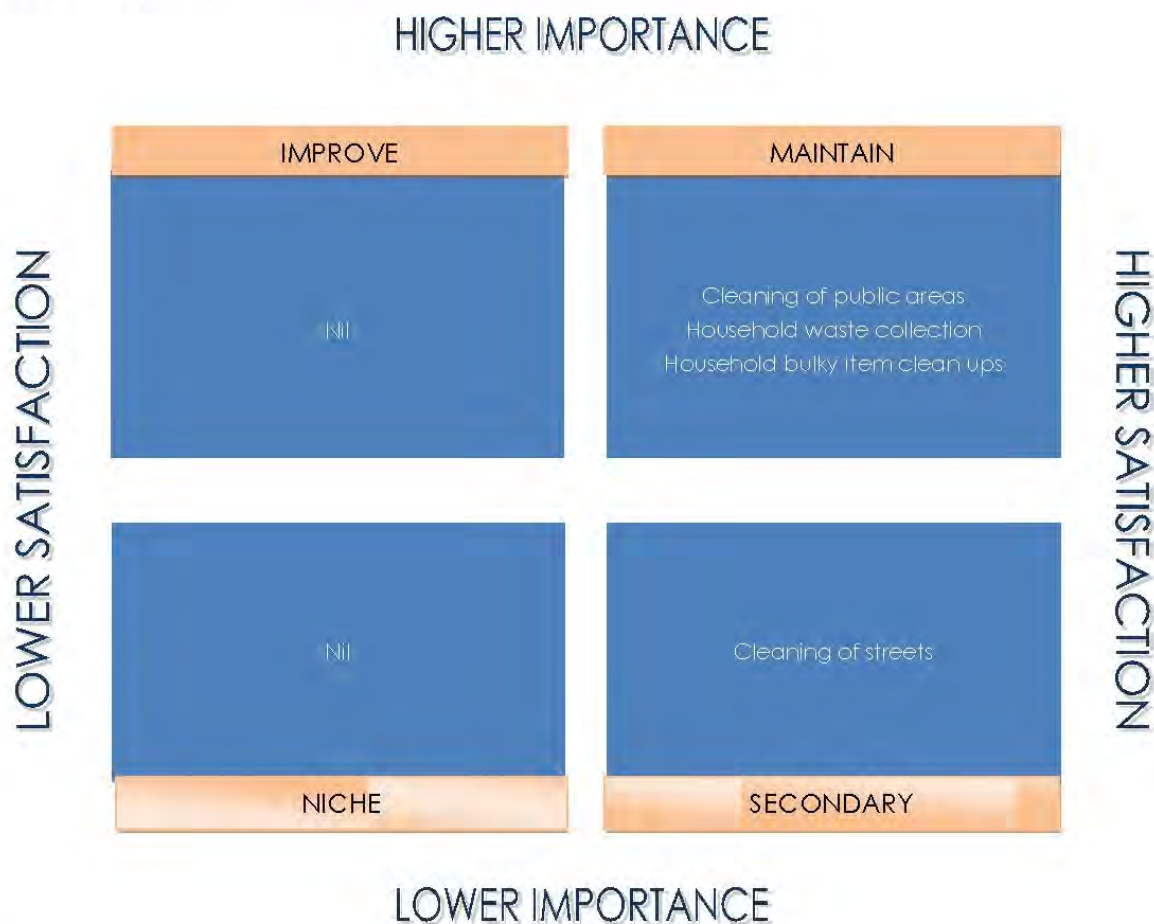 HIGHER IMPORTANCE
IMPROVE
MAINTAIN
Nil
Cleaning of public areas
Household waste collection
Household bulky item clean ups
LOWER SATISFACTION
HIGHER SATISFACTION
Nil
Cleaning of streets
NICHE
SECONDARY
LOWER IMPORTANCE